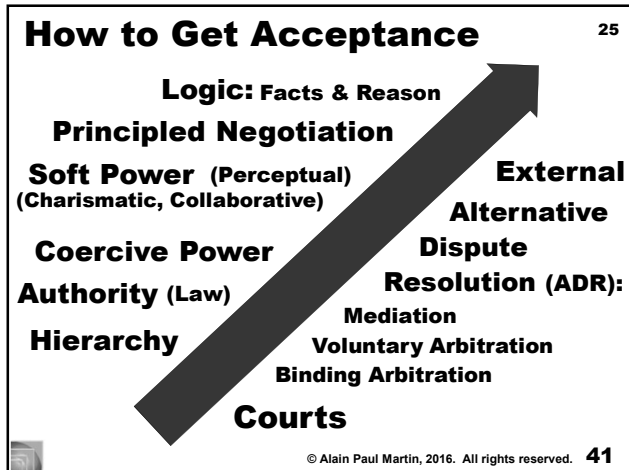 How to Get Acceptance
25
Logic: Facts & Reason
Principled Negotiation
Soft Power (Perceptual)
(Charismatic, Collaborative)
Coercive Power
Authority (Law)
Hierarchy
External
Alternative
Dispute
Resolution (ADR):
Mediation
Voluntary Arbitration
Binding Arbitration
Courts
© Alain Paul Martin, 2016. All rights reserved. 41